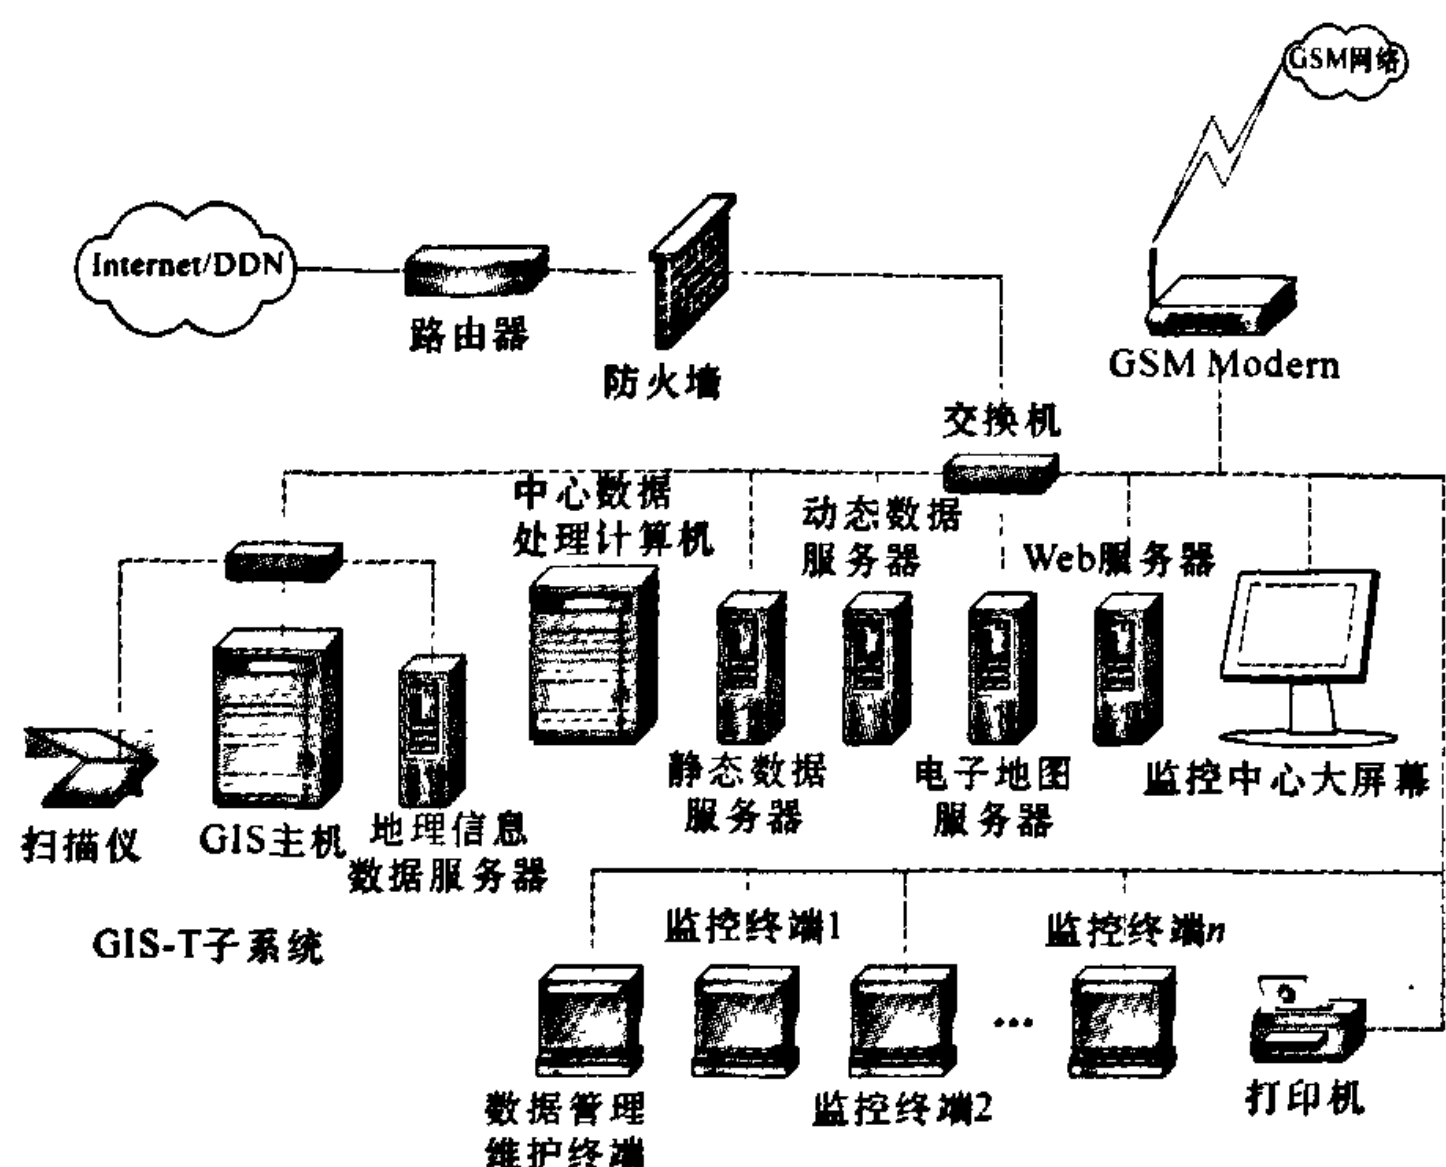 GSM网络
Internet/DDN
路由器
防火墙
GSM Modern
交换机
中心数据
处理计算机
动态数据
服务器
Web服务器
静态数据
服务器
电子地图
服务器
监控中心大屏幕
扫描仪
GIS主机
地理信息
数据服务器
GIS-T子系统
监控终端1
监控终端n
数据管理
维护终端
监控终端2
...
打印机